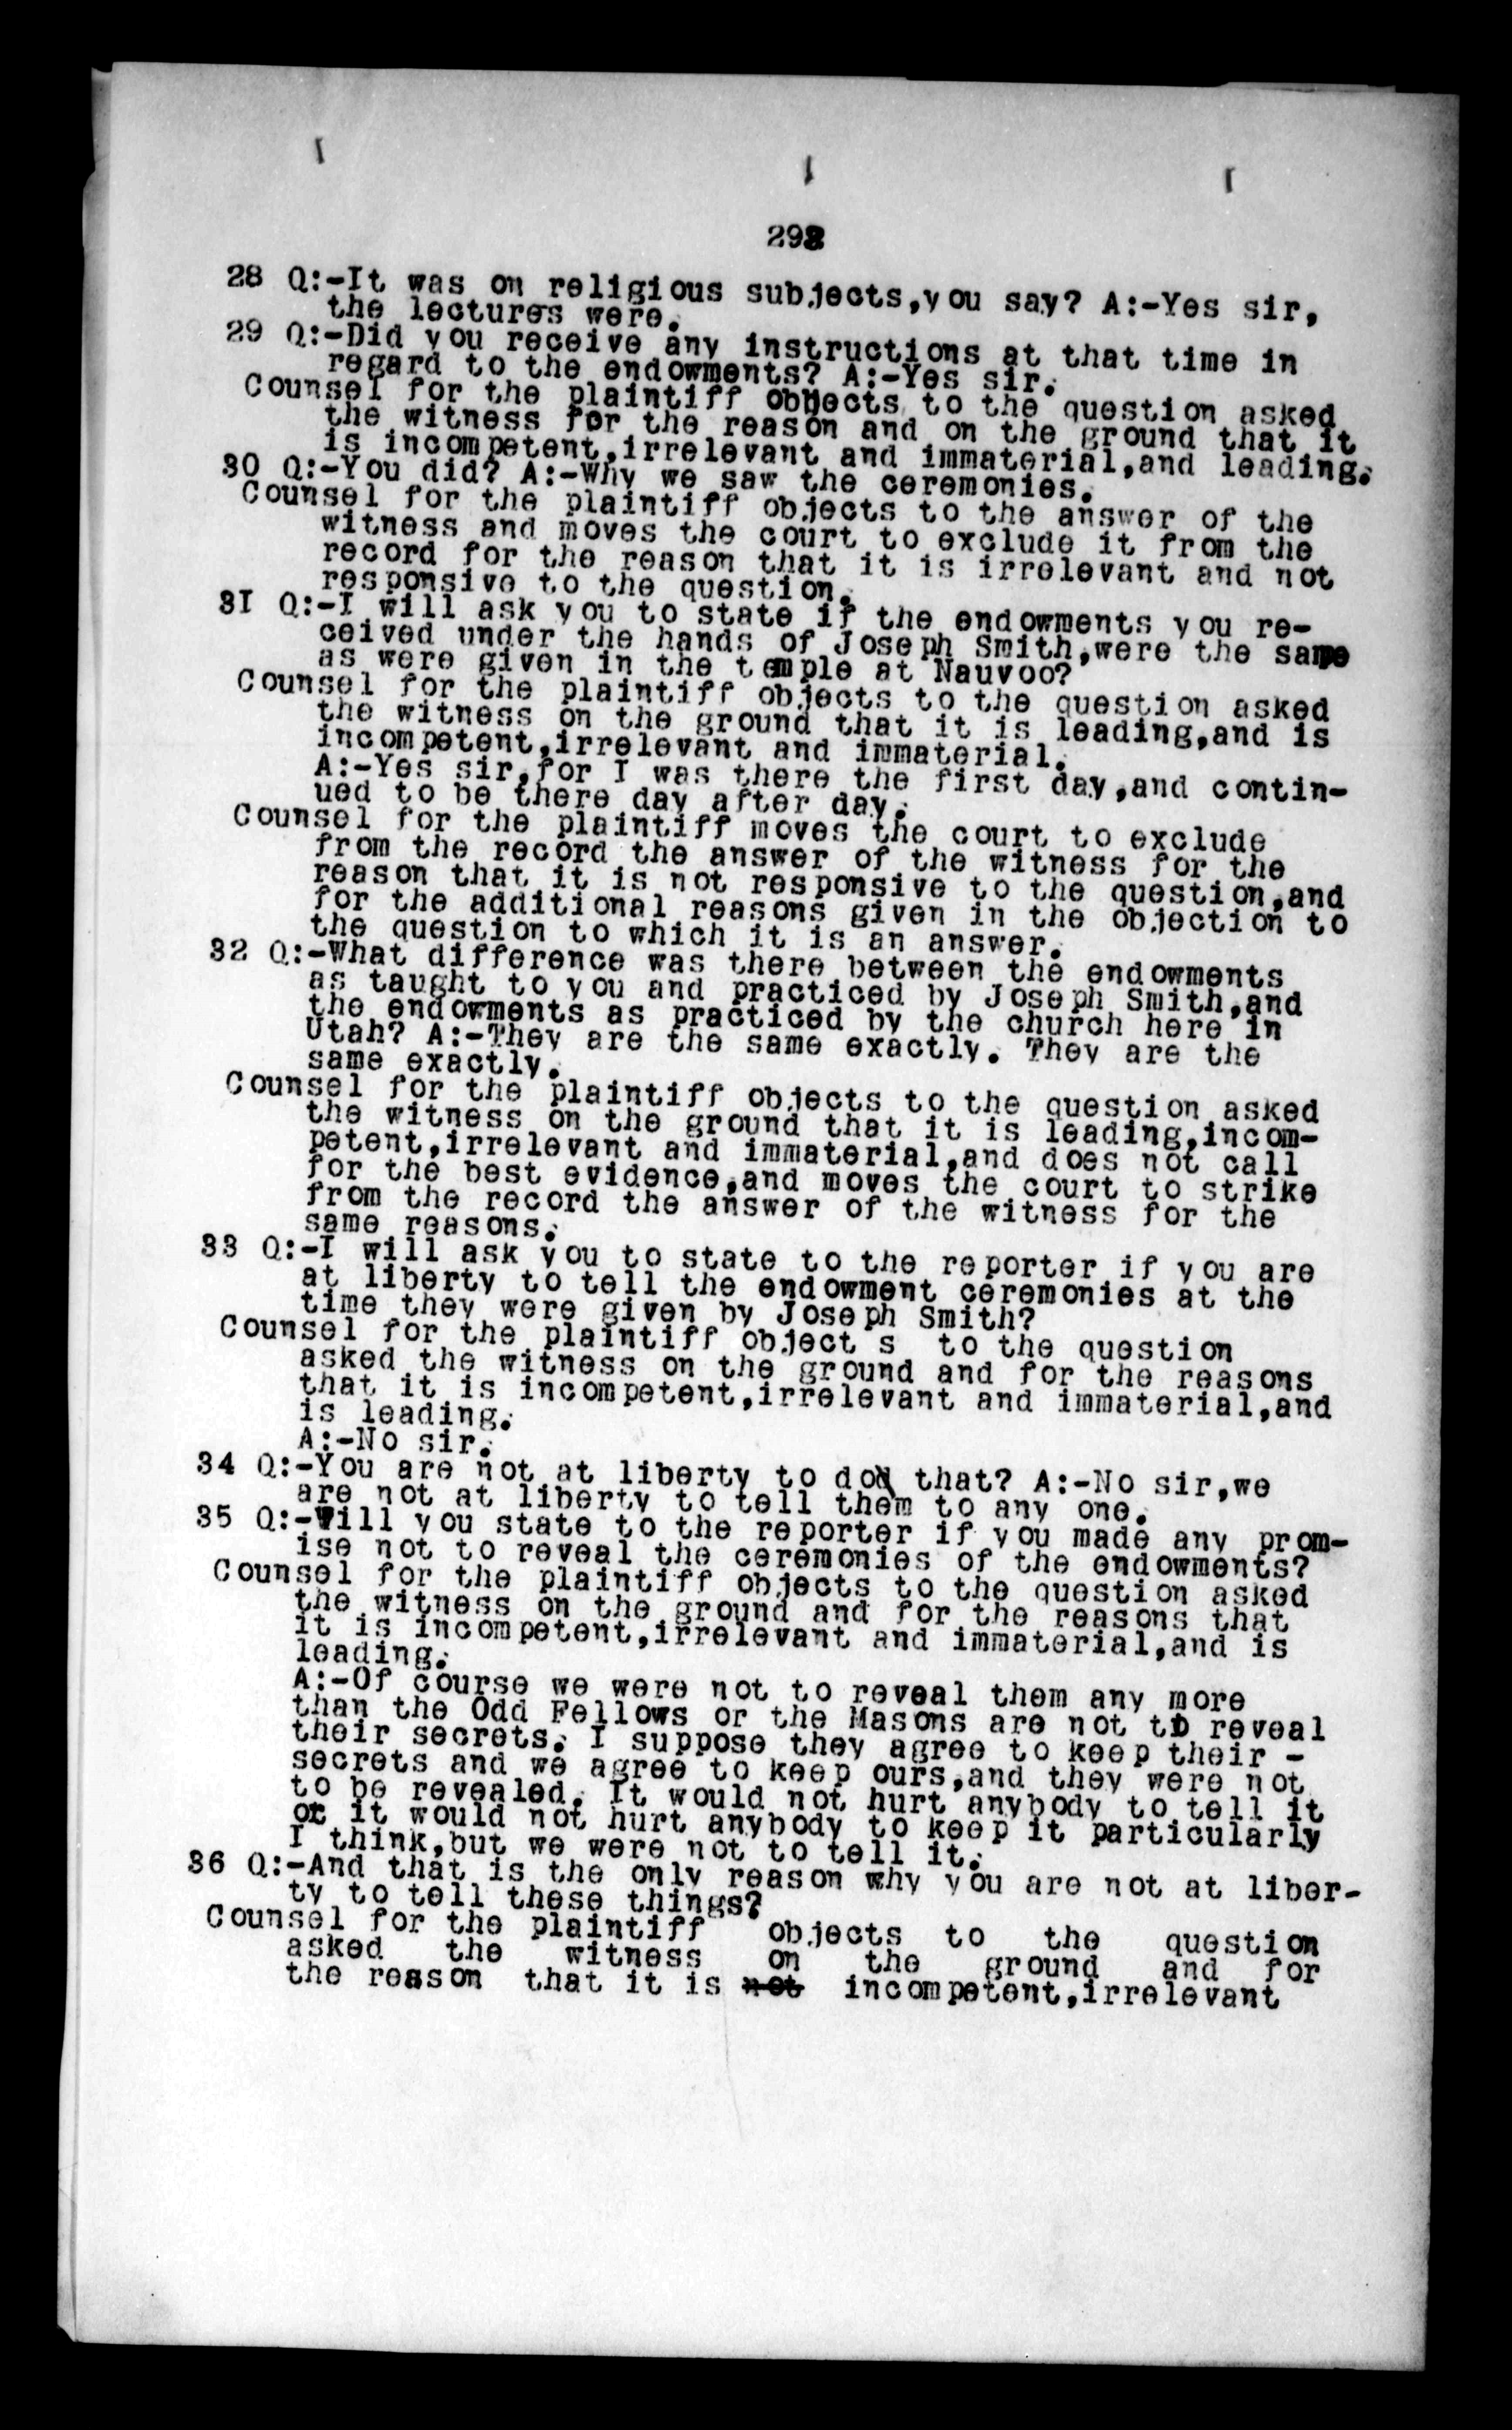 298
28 Q:-It was on religious subjects,you say? A:-Yes sir,
the lectures were.
29 Q:-Did you receive any instructions at that time in
regard to the endowments? A:-Yes sir.
Counsel for the plaintiff objects to the question asked
the witness for the reason and on the ground that it
is incompetent,irrelevant and immaterial,and leading.
30 Q:-You did? A:-Why we saw the ceremonies.
Counsel for the plaintiff objects to the answer of the
witness and moves the court to exclude it from the
record for the reason that it is irrelevant and not
responsive to the question.
31 Q:-I will ask you to state if the endowments you re-
ceived under the hands of Joseph Smith,were the same
as were given in the temple at Nauvoo?
Counsel for the plaintiff objects to the question asked
the witness on the ground that it is leading,and is
incompetent,irrelevant and immaterial.
A:-Yes sir,for I was there the first day,and contin-
ued to be there day after day.
Counsel for the plaintiff moves the court to exclude
from the record the answer of the witness for the
reason that it is not responsive to the question,and
for the additional reasons given in the objection to
the question to which it is an answer.
32 Q:-What difference was there between the endowments
as taught to you and practiced by Joseph Smith,and
the endowments as practiced by the church here in
Utah? A:-They are the same exactly. They are the
same exactly.
Counsel for the plaintiff objects to the question asked
the witness on the ground that it is leading,incom-
petent,irrelevant and immaterial,and does not call
for the best evidence,and moves the court to strike
from the record the answer of the witness for the
same reasons.
33 Q:-I will ask you to state to the reporter if you are
at liberty to tell the endowment ceremonies at the
time they were given by Joseph Smith?
Counsel for the plaintiff object s to the question
asked the witness on the ground and for the reasons
that it is incompetent,irrelevant and immaterial,and
is leading.
A:-No sir.
34 Q:-You are not at liberty to do that? A:-No sir,we
are not at liberty to tell them to any one.
35 Q:-Will you state to the reporter if you made any prom-
ise not to reveal the ceremonies of the endowments?
Counsel for the plaintiff objects to the question asked
the witness on the ground and for the reasons that
it is incompetent,irrelevant and immaterial,and is
leading.
A:-Of course we were not to reveal them any more
than the Odd Fellows or the Masons are not to reveal
their secrets. I suppose they agree to keep their -
secrets and we agree to keep ours,and they were not
to be revealed. It would not hurt anybody to tell it
or it would not hurt anybody to keep it particularly
I think,but we were not to tell it.
36 Q:-And that is the only reason why you are not at liber-
ty to tell these things?
Counsel for the plaintiff objects to the question
asked the witness on the ground and for
the reason that it is not incompetent,irrelevant